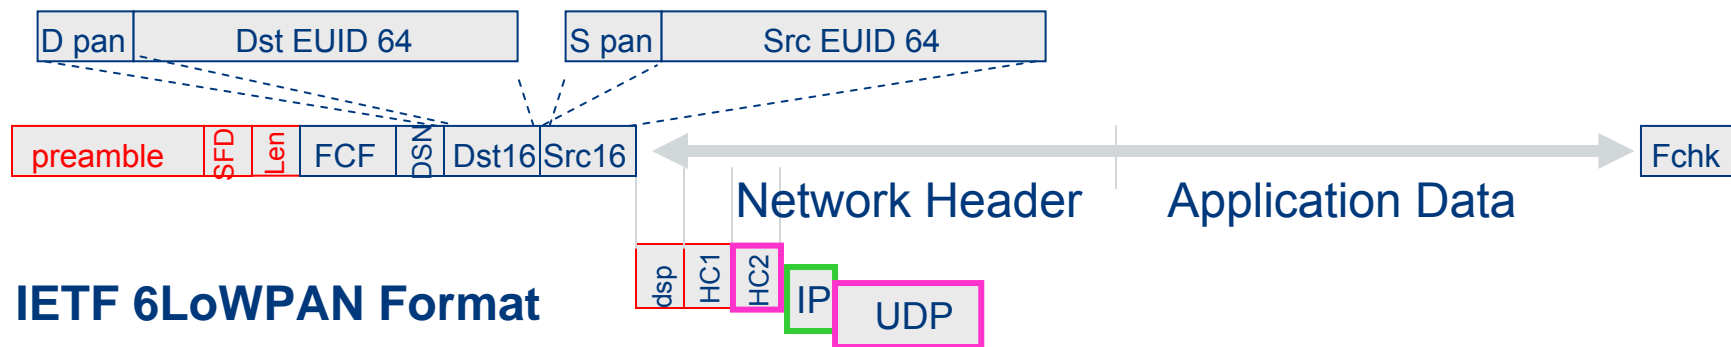 D pan Dst EUID 64 S pan Src EUID 64
preamble SFD Len FCF DSN Dst16 Src16 Fchk
Network Header Application Data
dsp HC1 HC2 IP UDP
IETF 6LoWPAN Format